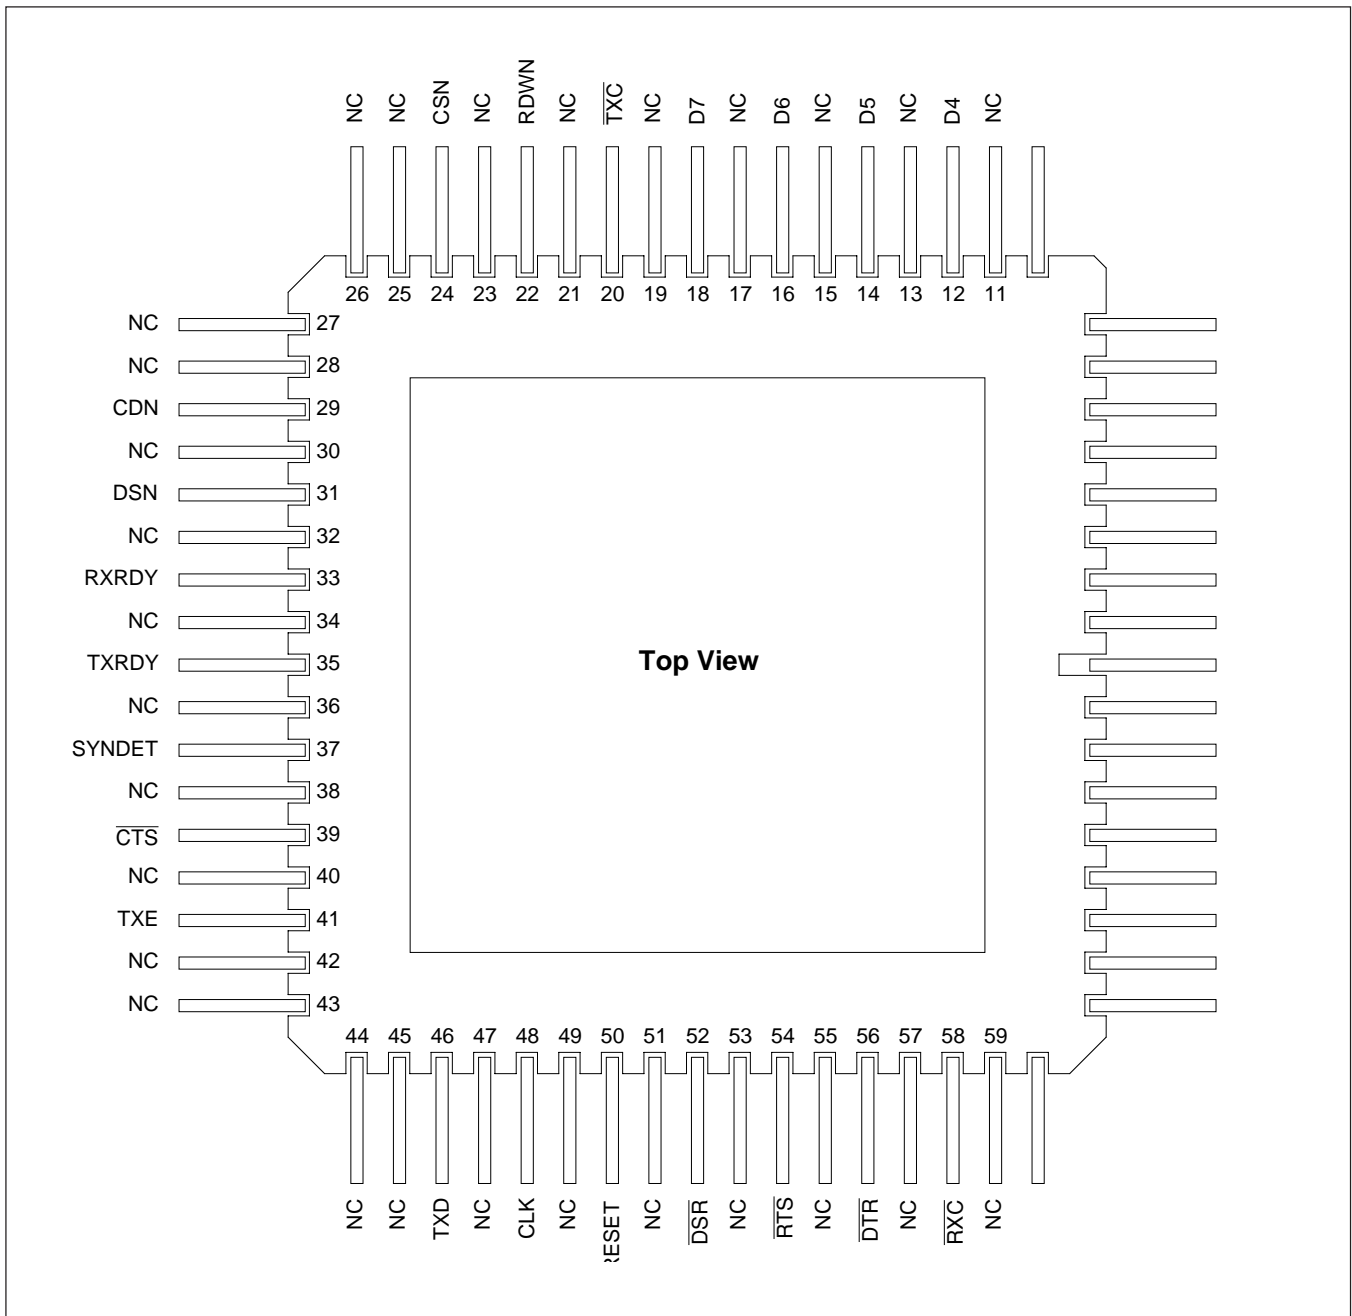 NC NC CSN NC RDWN NC TXC NC D7 NC D6 NC D5 NC D4 NC
26 25 24 23 22 21 20 19 18 17 16 15 14 13 12 11
NC 27
NC 28
CDN 29
NC 30
DSN 31
NC 32
RXRDY 33
NC 34
TXRDY 35
Top View
NC 36
SYNDET 37
NC 38
CTS 39
NC 40
TXE 41
NC 42
NC 43
44 45 46 47 48 49 50 51 52 53 54 55 56 57 58 59
NC NC TXD NC CLK NC RESET NC DSR NC RTS NC DTR NC RXC NC